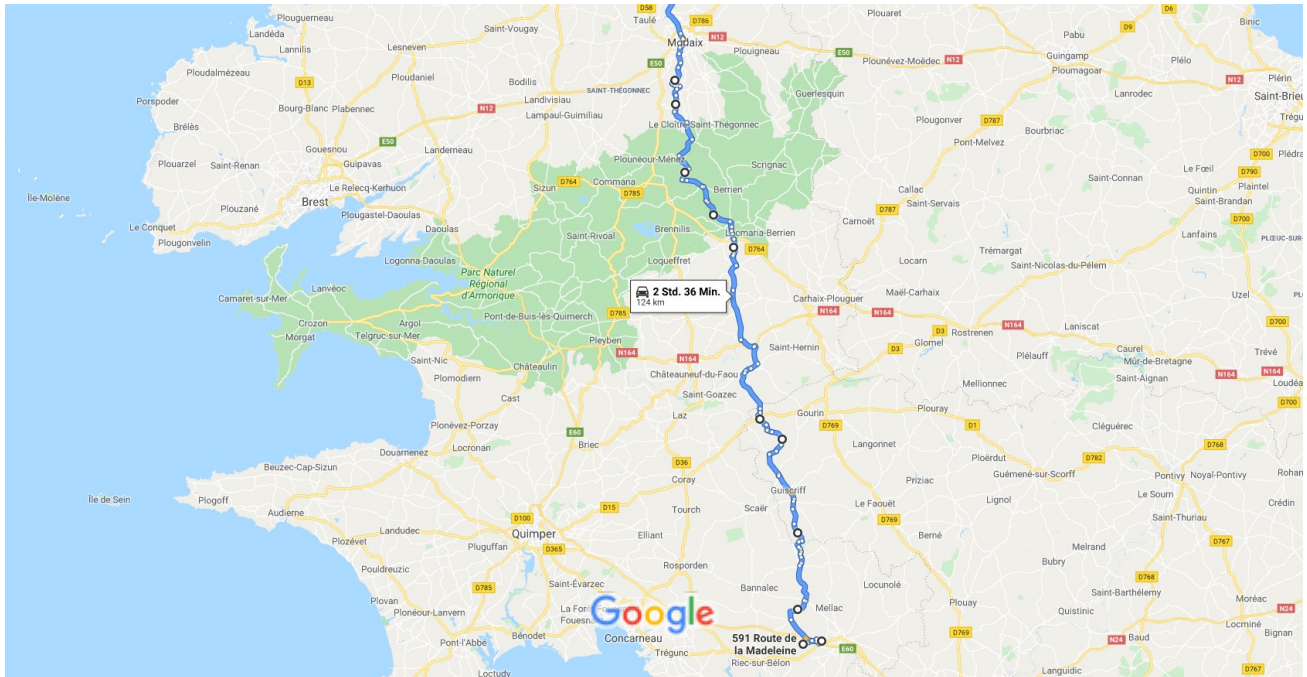 D58
D6
Plouguerneau
Taulé
D786
Plouaret
Binic
Landéda
Saint-Vougay
D9
Lannilis
Lesneven
N12
Morlaix
Plouigneau
Pabu
Guingamp
Plélo
E50
Plounévez-Moëdec
N12
Ploumagoar
N12
Plérin
Ploudalmézeau
Ploudaniel
Bodilis
D13
SAINT-THÉGONNEC
Guerlesquin
Lanrodec
Saint-Brieu
Porspoder
Bourg-Blanc
Plabennec
Landivisiau
N12
Lampaul-Guimiliau
Plougonver
D787
Brélès
Le Cloître-Saint-Thégonnec
Bourbriac
E50
Pont-Melvez
Gouesnou
Landerneau
Plouarzel
Saint-Renan
Guipavas
Plounéour-Ménez
Scrignac
D700
Le Fœil
D790
Plaintel
Île-Molène
Le Relecq-Kerhuon
Sizun
D764
Commana
D785
Berrien
Callac
Saint-Connan
Quintin
Saint-Brandan
Brest
Saint-Servais
Plouzané
Plougastel-Daoulas
D787
D700
Le Conquet
Daoulas
Carnoët
Plougonvelin
Saint-Rivoal
Brennilis
Locmaria-Berrien
Lanfains
PLŒUC-SUR-
D764
Trémargat
Logonna-Daoulas
Loqueffret
Locarn
Saint-Nicolas-du-Pélem
Parc Naturel
Régional
d'Armorique
Lanvéoc
2 Std. 36 Min.
124 km
Maël-Carhaix
Uzel
Camaret-sur-Mer
Carhaix-Plouguer
N164
N164
Crozon
Argol
Pont-de-Buis-lès-Quimerch
D785
N164
D700
Morgat
Telgruc-sur-Mer
D3
Rostrenen
Laniscat
Pleyben
Saint-Hernin
D3
Glomel
Caurel
Trévé
Saint-Nic
N164
N164
Plélauff
Mûr-de-Bretagne
Châteaulin
Plomodiern
Châteauneuf-du-Faou
Saint-Aignan
N164
N164
Mellionnec
Loudéa
Cast
Saint-Goazec
D700
Laz
Gourin
Plouray
Plonévez-Porzay
D769
D1
Cléguérec
E60
Briec
Langonnet
D768
Douarnenez
Locronan
Ploërdut
D782
Beuzec-Cap-Sizun
D36
Guémené-sur-Scorff
Pontivy
Noyal-Pontivy
Rohan
Île de Sein
Plogoff
Coray
Guiscriff
Priziac
Lignol
Le Sourn
Crédin
Audierne
D15
Tourch
Scaër
Le Faouët
D100
D769
Saint-Thuriau
Landudec
Quimper
Elliant
Berné
Plozévet
D365
Melrand
D767
Pluguffan
Rosporden
Bubry
Pouldreuzic
D785
Saint-Évarzec
Bannalec
Locunolé
D768
Saint-Barthélemy
Plovan
Plouay
Moréac
Plonéour-Lanvern
Google
Mellac
Quistinic
N24
Bénodet
Concarneau
591 Route de
la Madeleine
D769
N24
Baud
Locminé
Bignan
Pont-l'Abbé
Trégunc
Riec-sur-Bélon
E60
Loctudy
Languidic
D767